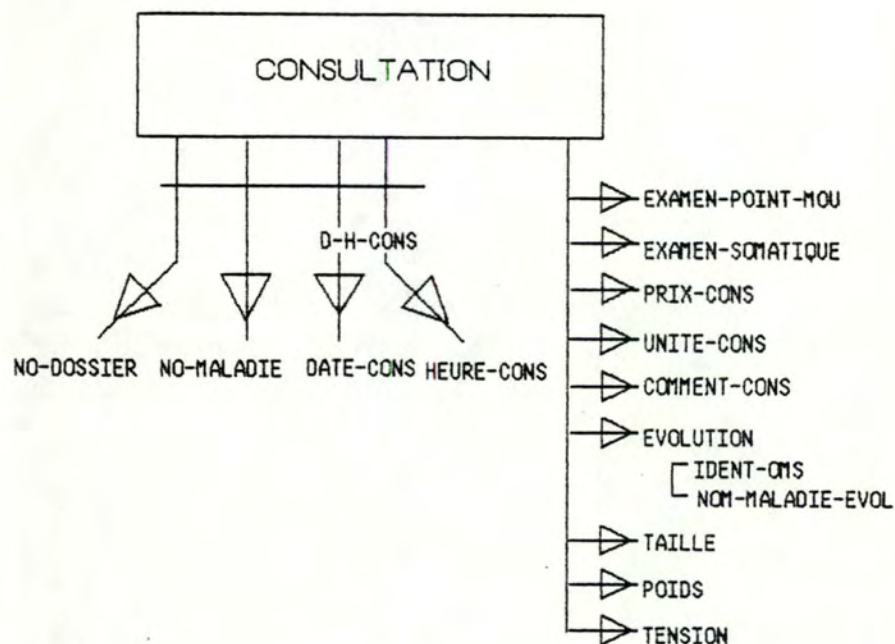 CONSULTATION
D-H-CONS
NO-DOSSIER NO-MALADIE DATE-CONS HEURE-CONS
EXAMEN-POINT-MOU
EXAMEN-SOMATIQUE
PRIX-CONS
UNITE-CONS
COMMENT-CONS
EVOLUTION
IDENT-OMS
NOM-MALADIE-EVOL
TAILLE
POIDS
TENSION